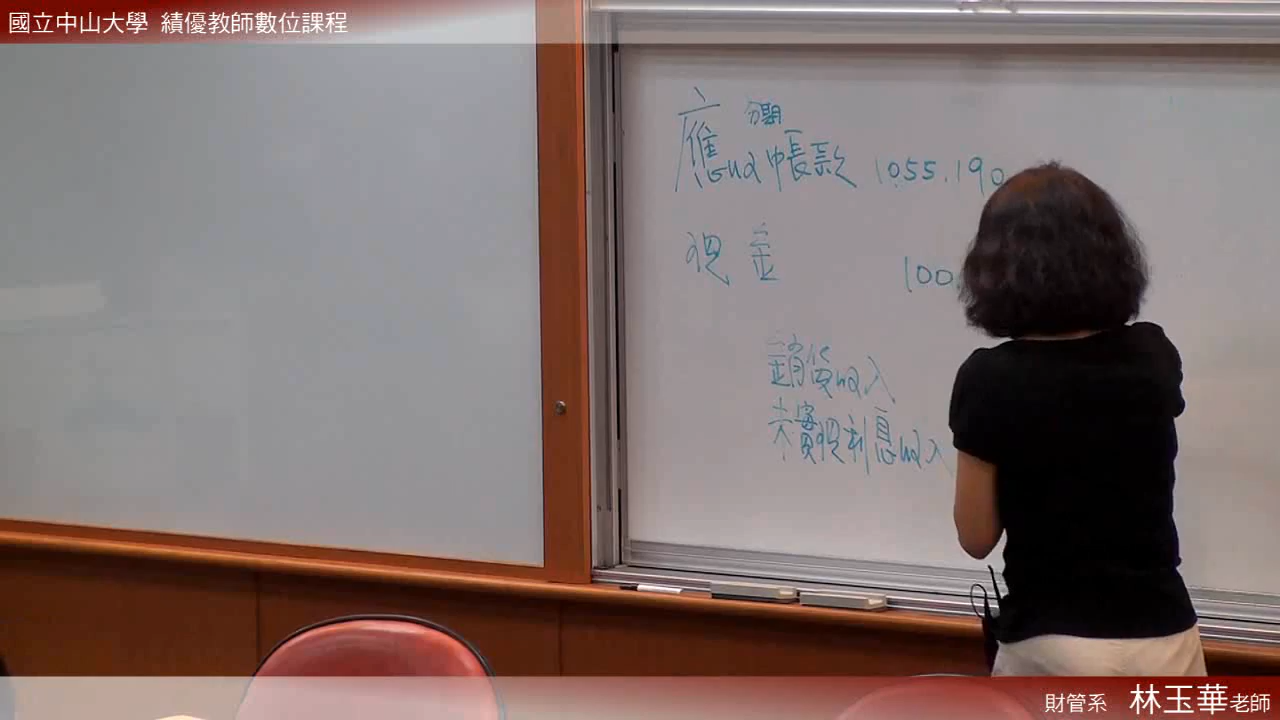 國立中山大學 績優教師數位課程
分期
應收帳款 1055.190
現金 100
銷貨收入
未實現利息收入
財管系 林玉華老師